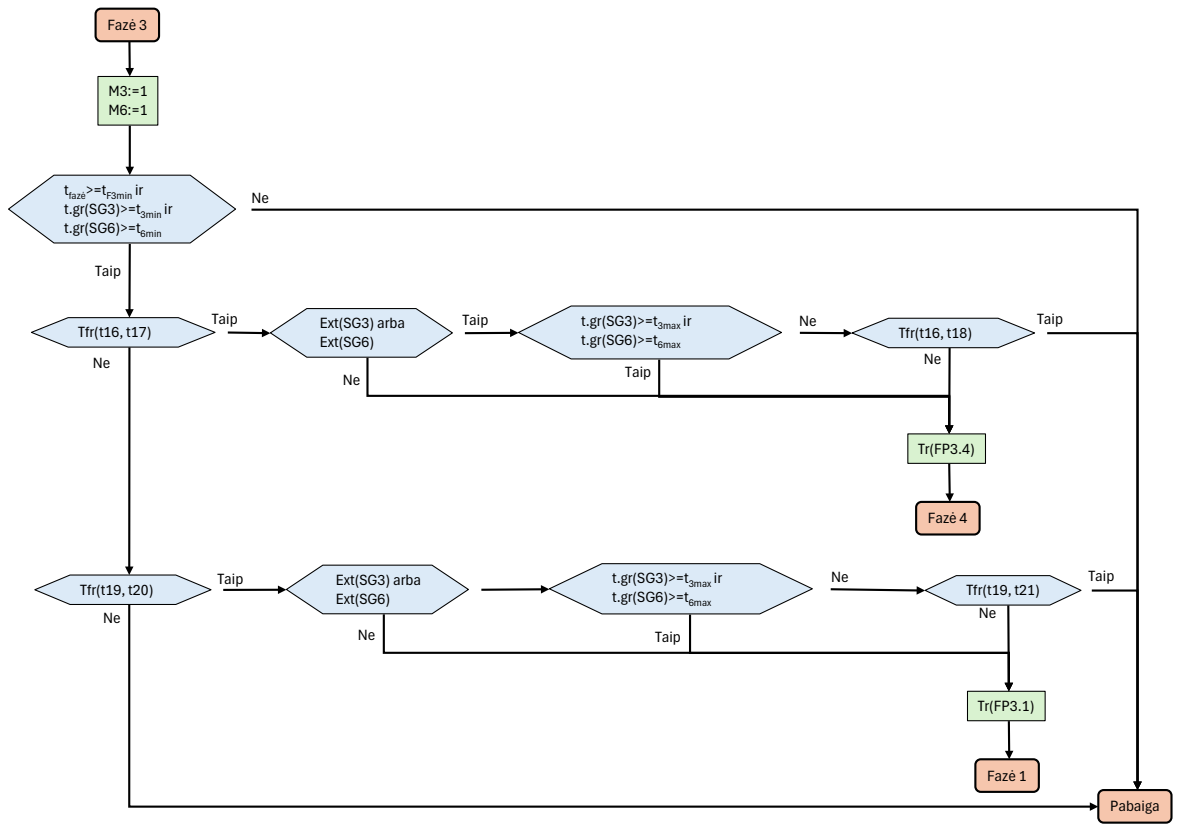 Fazė 3
M3:=1
M6:=1
tfazė>=tF3min ir
t.gr(SG3)>=t3min ir
t.gr(SG6)>=t6min
Ne
Taip
Tfr(t16, t17)
Taip
Ext(SG3) arba
Ext(SG6)
Taip
t.gr(SG3)>=t3max ir
t.gr(SG6)>=t6max
Ne
Tfr(t16, t18)
Taip
Ne
Ne
Taip
Ne
Tr(FP3.4)
Fazė 4
Tfr(t19, t20)
Taip
Ext(SG3) arba
Ext(SG6)
t.gr(SG3)>=t3max ir
t.gr(SG6)>=t6max
Ne
Tfr(t19, t21)
Taip
Ne
Ne
Taip
Ne
Tr(FP3.1)
Fazė 1
Pabaiga